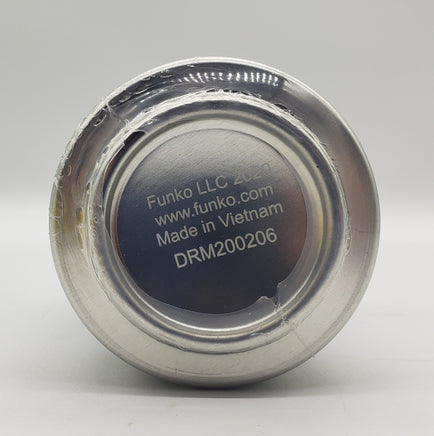 Funko LLC 2020
www.funko.com
Made in Vietnam
DRM200206